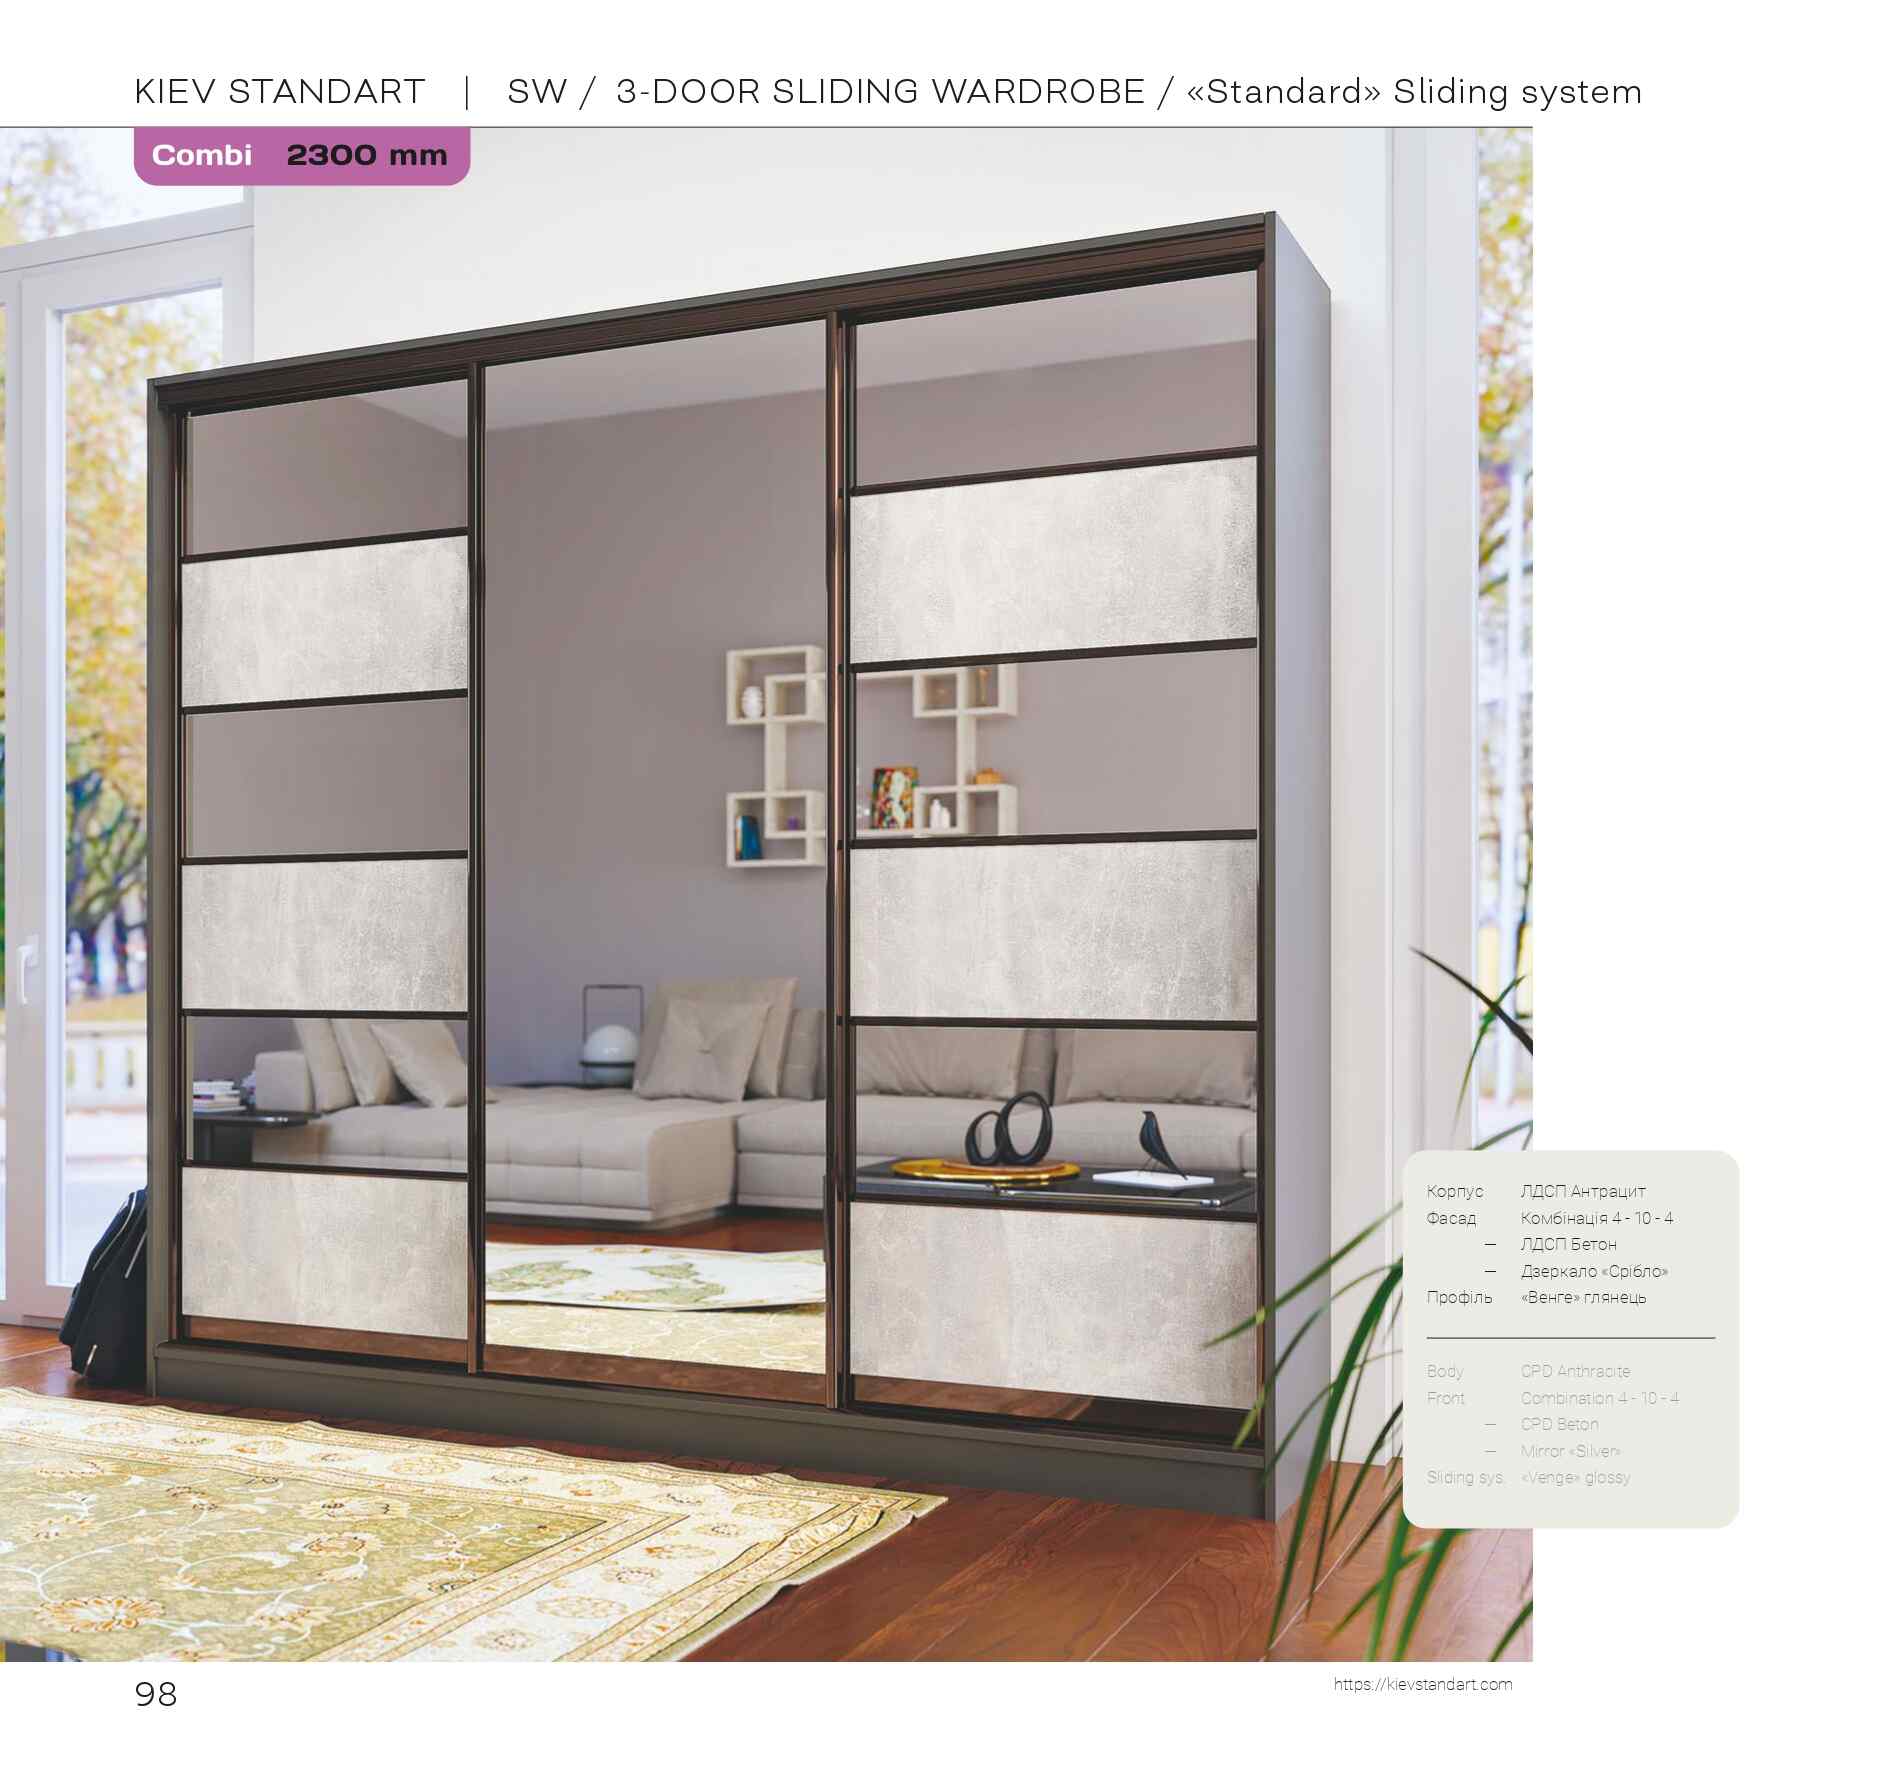 KIEV STANDART | SW / 3-DOOR SLIDING WARDROBE / «Standard» Sliding system
Combi 2300 mm
Корпус ЛДСП Антрацит
Фасад Комбінація 4 - 10 - 4
— ЛДСП Бетон
— Дзеркало «Срібло»
Профіль «Венге» глянець
Body CPD Anthracite
Front Combination 4 - 10 - 4
— CPD Beton
— Mirror «Silver»
Sliding sys. «Venge» glossy
98
https://kievstandart.com